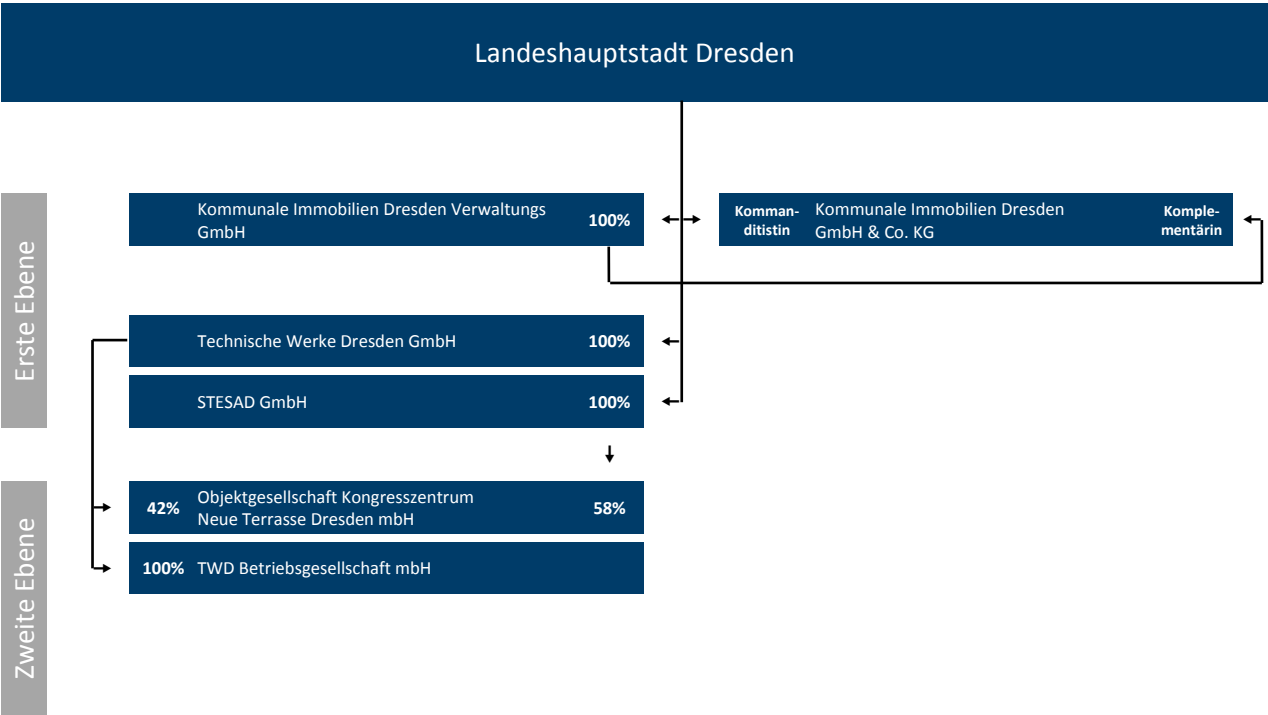 Landeshauptstadt Dresden
Erste Ebene
Kommunale Immobilien Dresden Verwaltungs
GmbH
100%
Komman-
ditistin
Kommunale Immobilien Dresden
GmbH & Co. KG
Komple-
mentärin
Technische Werke Dresden GmbH
100%
STESAD GmbH
100%
Zweite Ebene
42%
Objektgesellschaft Kongresszentrum
Neue Terrasse Dresden mbH
58%
100%
TWD Betriebsgesellschaft mbH